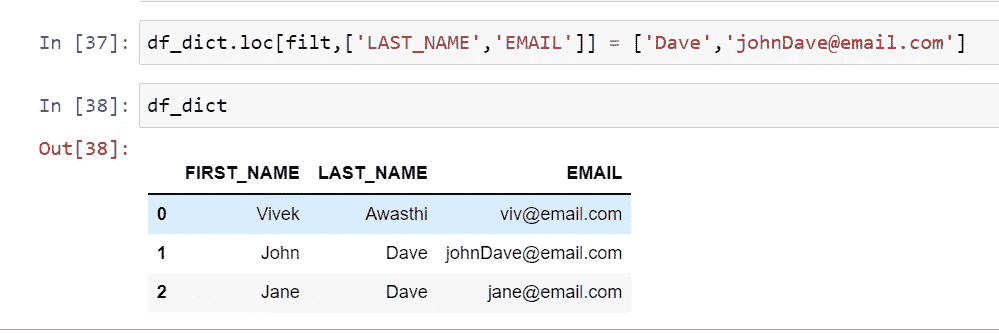 In [37]: df_dict.loc[filt,['LAST_NAME','EMAIL']] = ['Dave','johnDave@email.com']
In [38]: df_dict
Out[38]:
FIRST_NAME LAST_NAME EMAIL
0 Vivek Awasthi viv@email.com
1 John Dave johnDave@email.com
2 Jane Dave jane@email.com